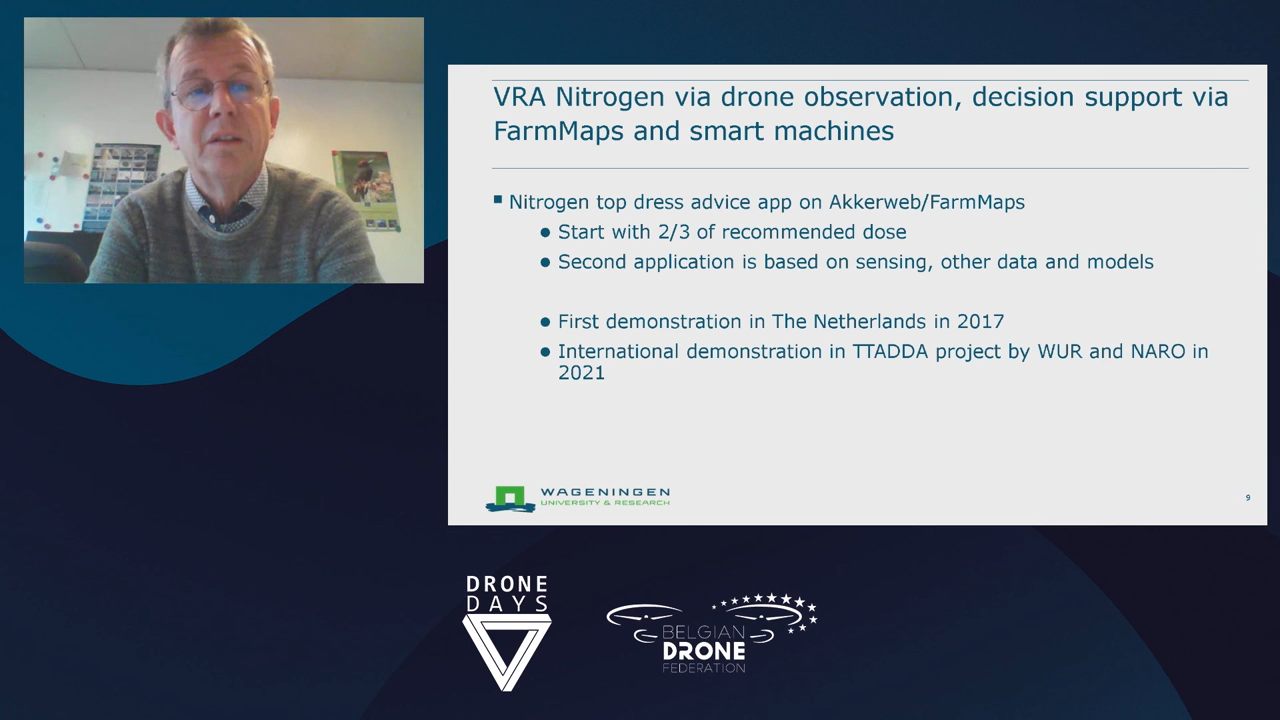 VRA Nitrogen via drone observation, decision support via
FarmMaps and smart machines
Nitrogen top dress advice app on Akkerweb/FarmMaps
Start with 2/3 of recommended dose
Second application is based on sensing, other data and models
First demonstration in The Netherlands in 2017
International demonstration in TTADDA project by WUR and NARO in
2021
WAGENINGEN
UNIVERSITY & RESEARCH
9
DRONE
DAYS
BELGIAN
DRONE
FEDERATION